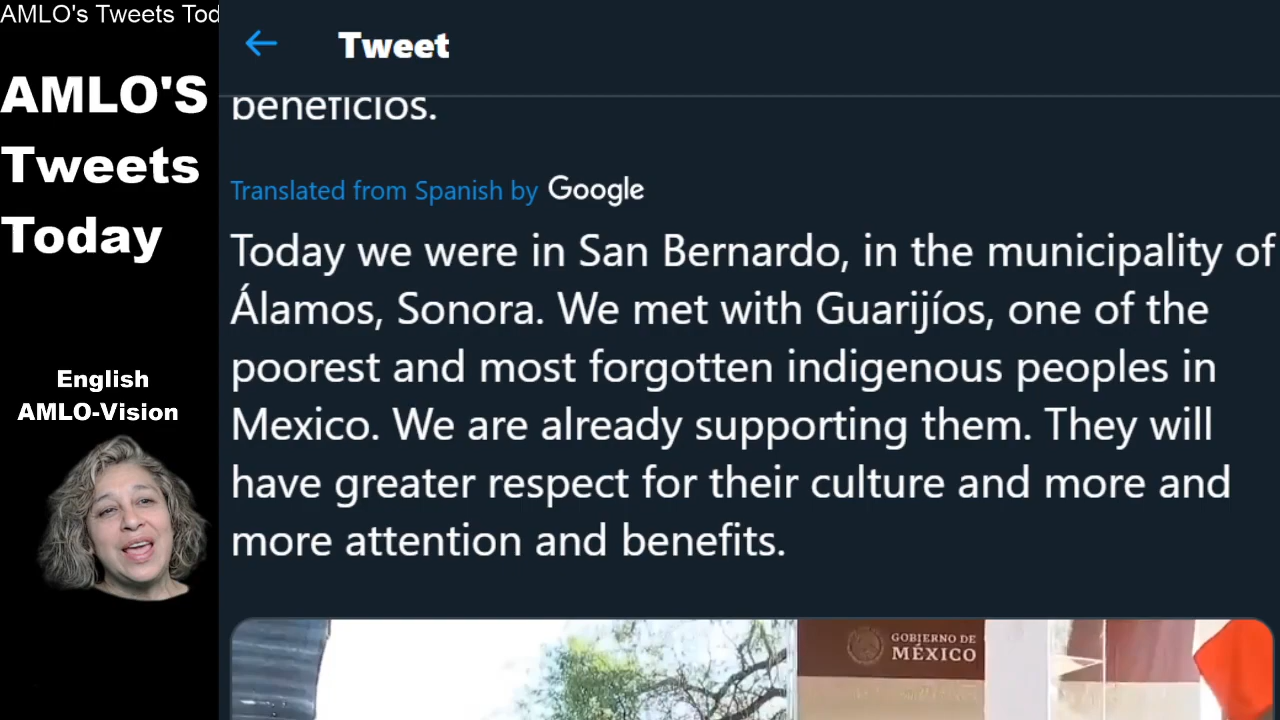 AMLO's Tweets Tod
AMLO'S
Tweets
Today
English
AMLO-Vision
Tweet
beneficios.
Translated from Spanish by Google
Today we were in San Bernardo, in the municipality of
Álamos, Sonora. We met with Guarijíos, one of the
poorest and most forgotten indigenous peoples in
Mexico. We are already supporting them. They will
have greater respect for their culture and more and
more attention and benefits.
GOBIERNO DE
MÉXICO